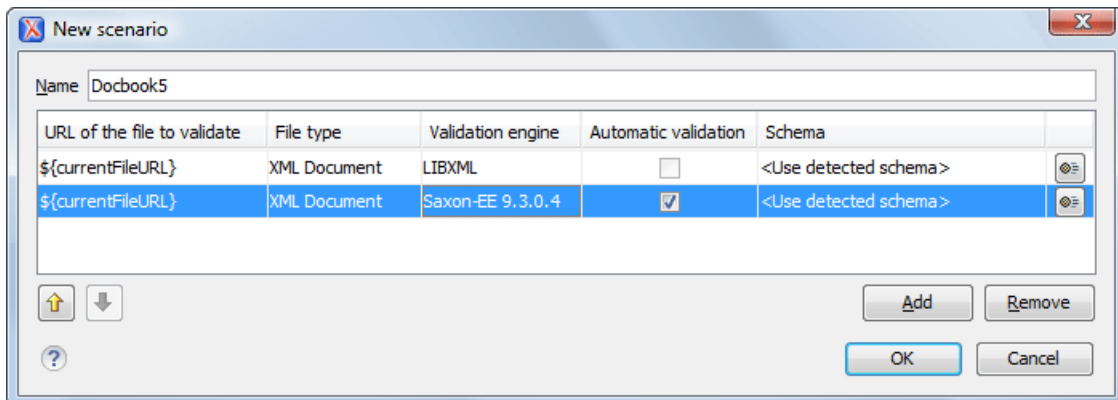 New scenario
Name Docbook5
URL of the file to validate File type Validation engine Automatic validation Schema
${currentFileURL} XML Document LIBXML <Use detected schema>
${currentFileURL} XML Document Saxon-EE 9.3.0.4 <Use detected schema>
Add Remove
? OK Cancel